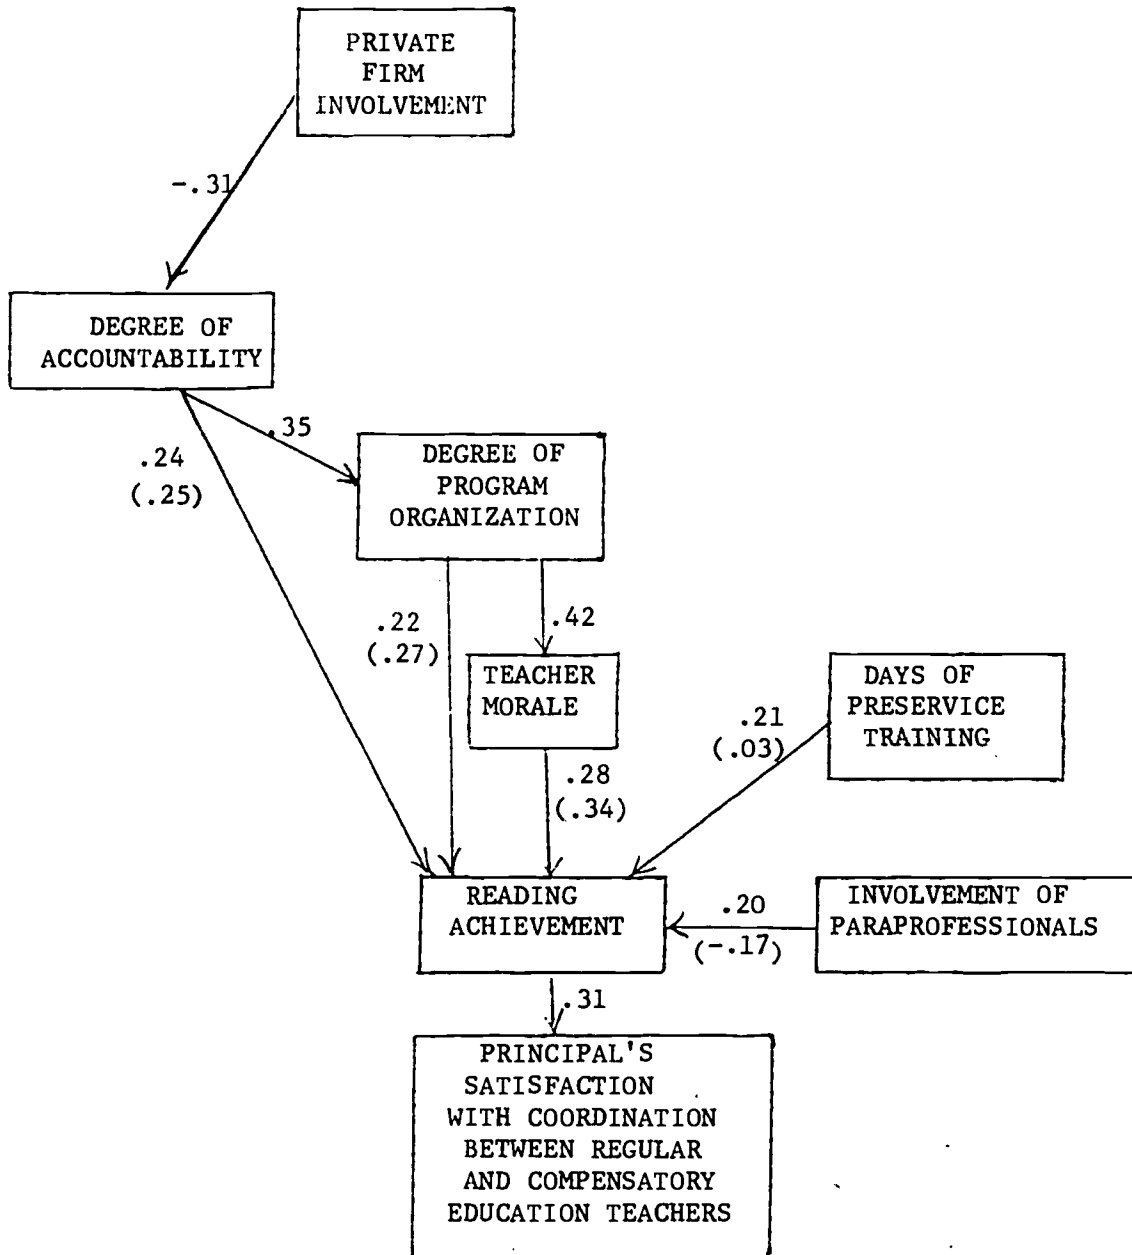 PRIVATE
FIRM
INVOLVEMENT
-.31
DEGREE OF
ACCOUNTABILITY
.35
.24
(.25)
DEGREE OF
PROGRAM
ORGANIZATION
.22
(.27)
.42
TEACHER
MORALE
DAYS OF
PRESERVICE
TRAINING
.21
(.03)
.28
(.34)
READING
ACHIEVEMENT
.20
(-.17)
INVOLVEMENT OF
PARAPROFESSIONALS
.31
PRINCIPAL'S
SATISFACTION
WITH COORDINATION
BETWEEN REGULAR
AND COMPENSATORY
EDUCATION TEACHERS